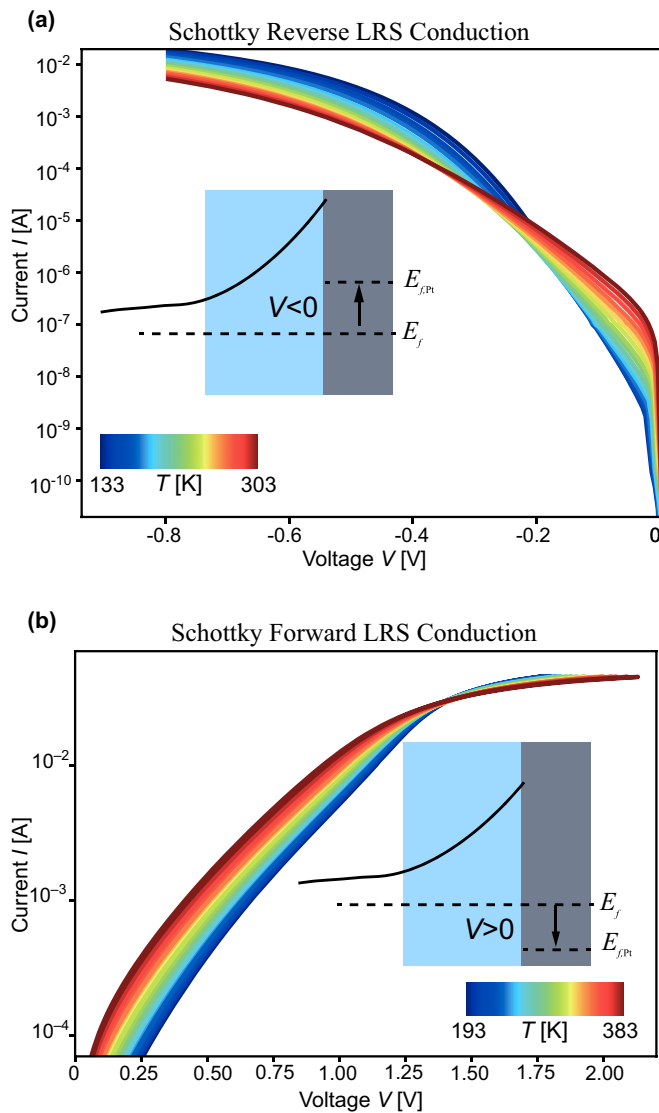 (a)
Schottky Reverse LRS Conduction
10⁻²
10⁻³
10⁻⁴
10⁻⁵
10⁻⁶
10⁻⁷
10⁻⁸
10⁻⁹
10⁻¹⁰
Current I [A]
V<0
E_f,Pt
E_f
133 T [K] 303
-0.8 -0.6 -0.4 -0.2 0
Voltage V [V]
(b)
Schottky Forward LRS Conduction
10⁻²
10⁻³
10⁻⁴
Current I [A]
V>0
E_f
E_f,Pt
193 T [K] 383
0 0.25 0.50 0.75 1.00 1.25 1.50 1.75 2.00
Voltage V [V]